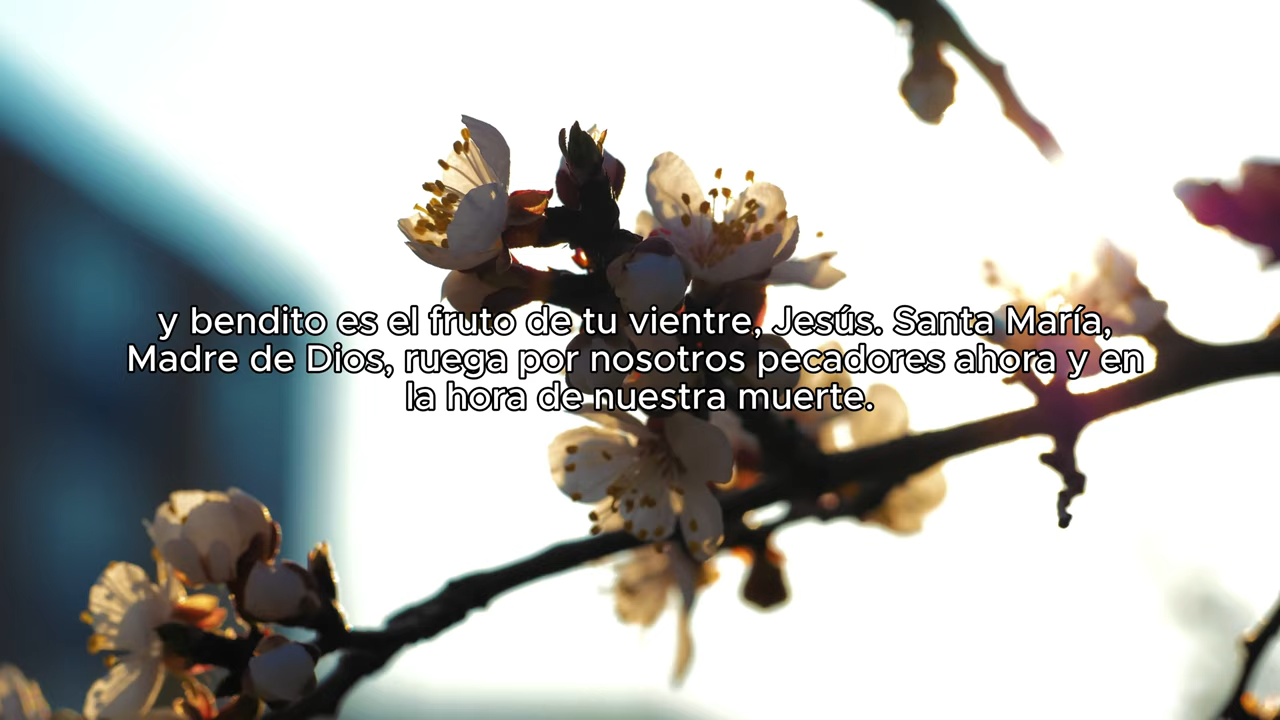 y bendito es el fruto de tu vientre, Jesús. Santa María,
Madre de Dios, ruega por nosotros pecadores ahora y en
la hora de nuestra muerte.